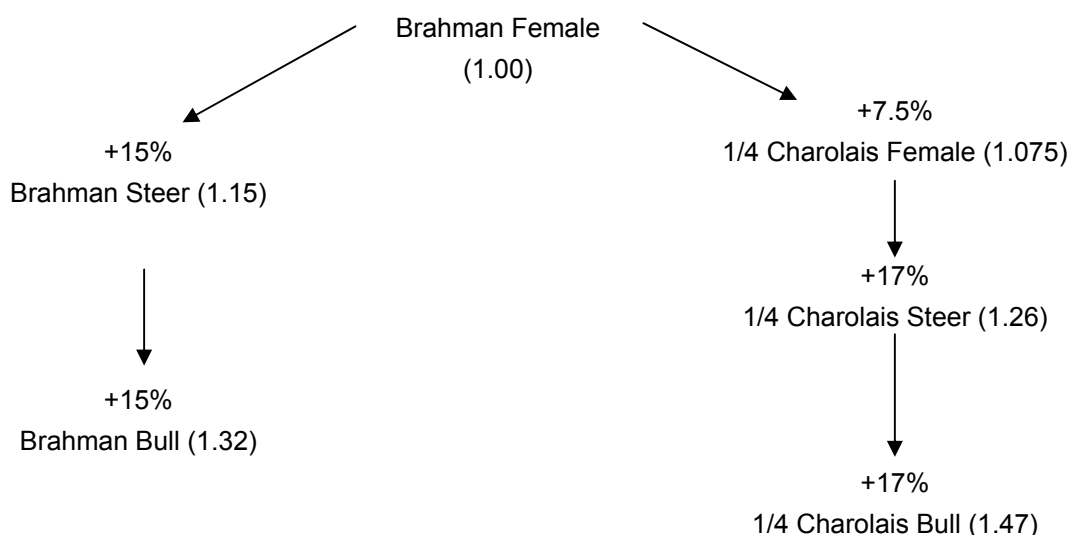 Brahman Female
(1.00)
+15%
Brahman Steer (1.15)
+15%
Brahman Bull (1.32)
+7.5%
1/4 Charolais Female (1.075)
+17%
1/4 Charolais Steer (1.26)
+17%
1/4 Charolais Bull (1.47)